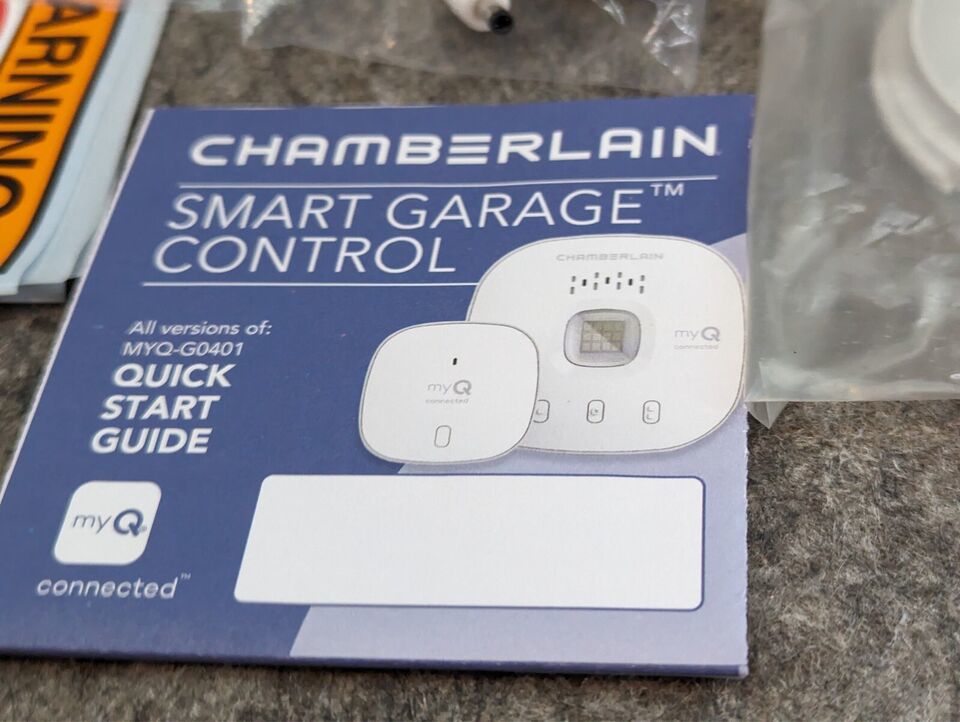 ARNING
CHAMBERLAIN
SMART GARAGE™
CONTROL
All versions of:
MYQ-G0401
QUICK
START
GUIDE
CHAMBERLAIN
myQ
connected
myQ
connected
myQ®
connected™